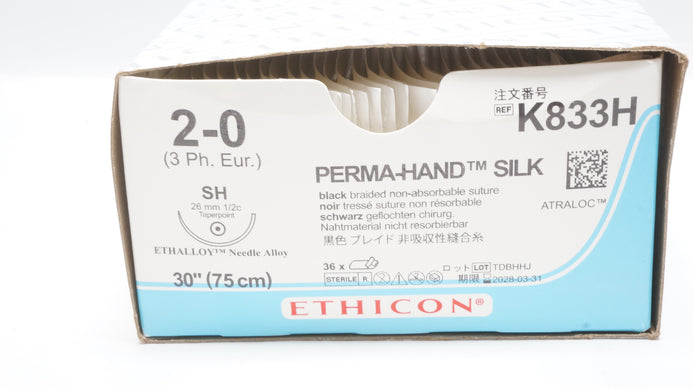 2-0
(3 Ph. Eur.)
SH
26 mm 1/2c
Taperpoint
ETHALLOY™ Needle Alloy
30" (75 cm)
注文番号
REF K833H
PERMA-HAND™ SILK
black braided non-absorbable suture
noir tressé suture non résorbable
schwarz geflochten chirurg.
Nahtmaterial nicht resorbierbar
黒色 ブレイド 非吸収性縫合糸
ATRALOC™
36 x
ロット LOT TDBHHJ
STERILE R
期限 2028-03-31
ETHICON®